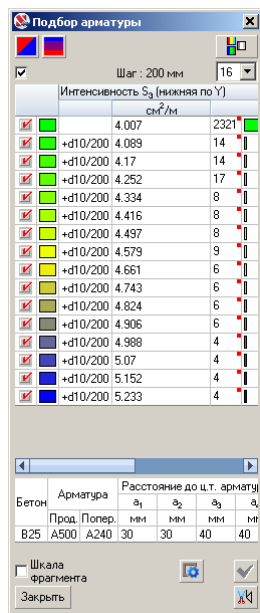 Подбор арматуры
Шаг : 200 мм 16
Интенсивность S3 (нижняя по Y)
см2/м
4.007 2321
+d10/200 4.089 14
+d10/200 4.17 14
+d10/200 4.252 17
+d10/200 4.334 8
+d10/200 4.416 8
+d10/200 4.497 8
+d10/200 4.579 9
+d10/200 4.661 6
+d10/200 4.743 6
+d10/200 4.824 6
+d10/200 4.906 6
+d10/200 4.988 4
+d10/200 5.07 4
+d10/200 5.152 4
+d10/200 5.233 4
Бетон Арматура Расстояние до ц.т. армату
Прод. Попер. a1 a2 a3 a
мм мм мм
B25 A500 A240 30 30 40 40
Шкала
фрагмента
Закрыть